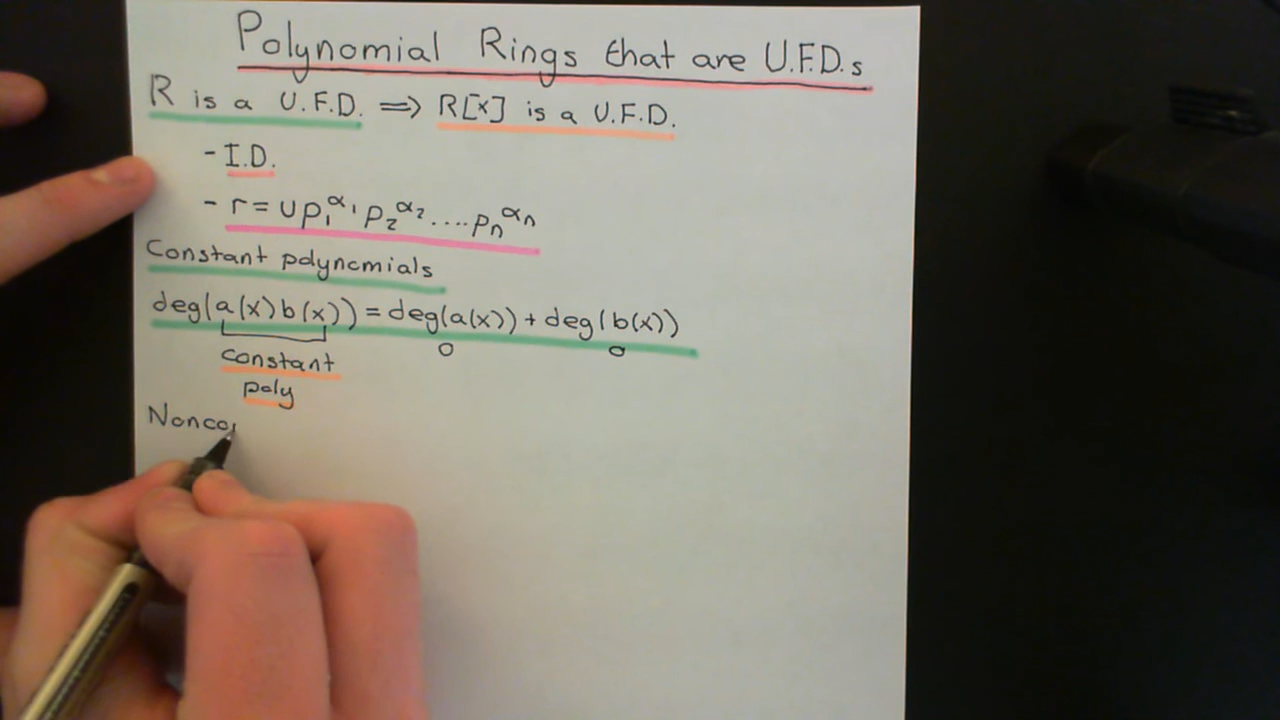 Polynomial Rings that are U.F.D.s
R is a U.F.D. ⟹ R[x] is a U.F.D.
- I.D.
- r = u p₁^α₁ p₂^α₂ .... pₙ^αₙ
Constant polynomials
deg(a(x)b(x)) = deg(a(x)) + deg(b(x))
0 0
constant
poly
Nonco